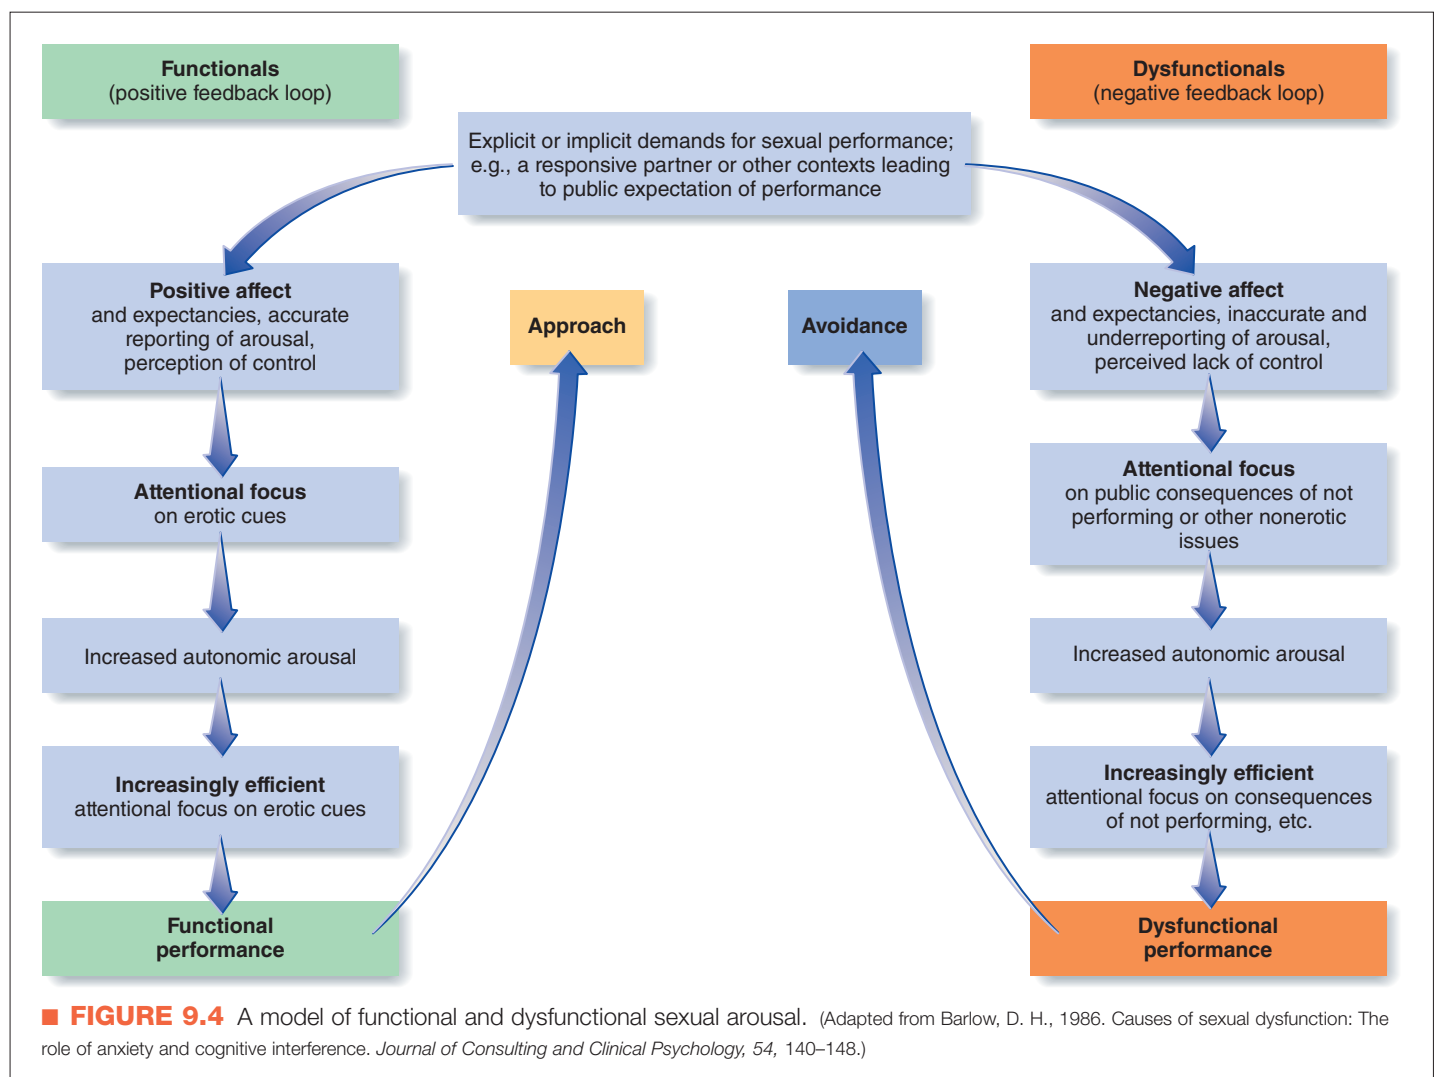 Functionals
(positive feedback loop)
Dysfunctionals
(negative feedback loop)
Explicit or implicit demands for sexual performance;
e.g., a responsive partner or other contexts leading
to public expectation of performance
Positive affect
and expectancies, accurate
reporting of arousal,
perception of control
Approach
Avoidance
Negative affect
and expectancies, inaccurate and
underreporting of arousal,
perceived lack of control
Attentional focus
on erotic cues
Attentional focus
on public consequences of not
performing or other nonerotic
issues
Increased autonomic arousal
Increased autonomic arousal
Increasingly efficient
attentional focus on erotic cues
Increasingly efficient
attentional focus on consequences
of not performing, etc.
Functional
performance
Dysfunctional
performance
■ FIGURE 9.4 A model of functional and dysfunctional sexual arousal. (Adapted from Barlow, D. H., 1986. Causes of sexual dysfunction: The
role of anxiety and cognitive interference. Journal of Consulting and Clinical Psychology, 54, 140–148.)